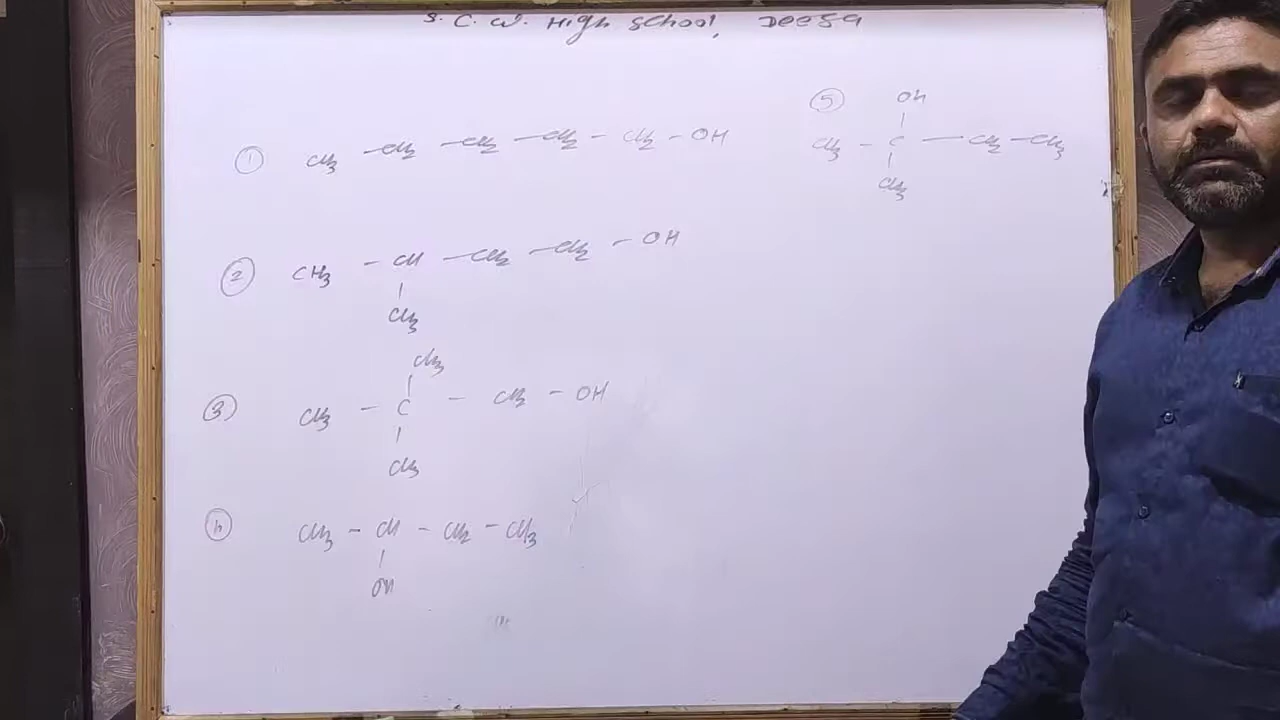 S. C. W. High School, Deesa
① CH3 - CH2 - CH2 - CH2 - CH2 - OH
② CH3 - CH - CH2 - CH2 - OH
|
CH3
CH3
|
③ CH3 - C - CH2 - OH
|
CH3
④ CH3 - CH - CH2 - CH3
|
OH
⑤ OH
|
CH3 - C - CH2 - CH3
|
CH3